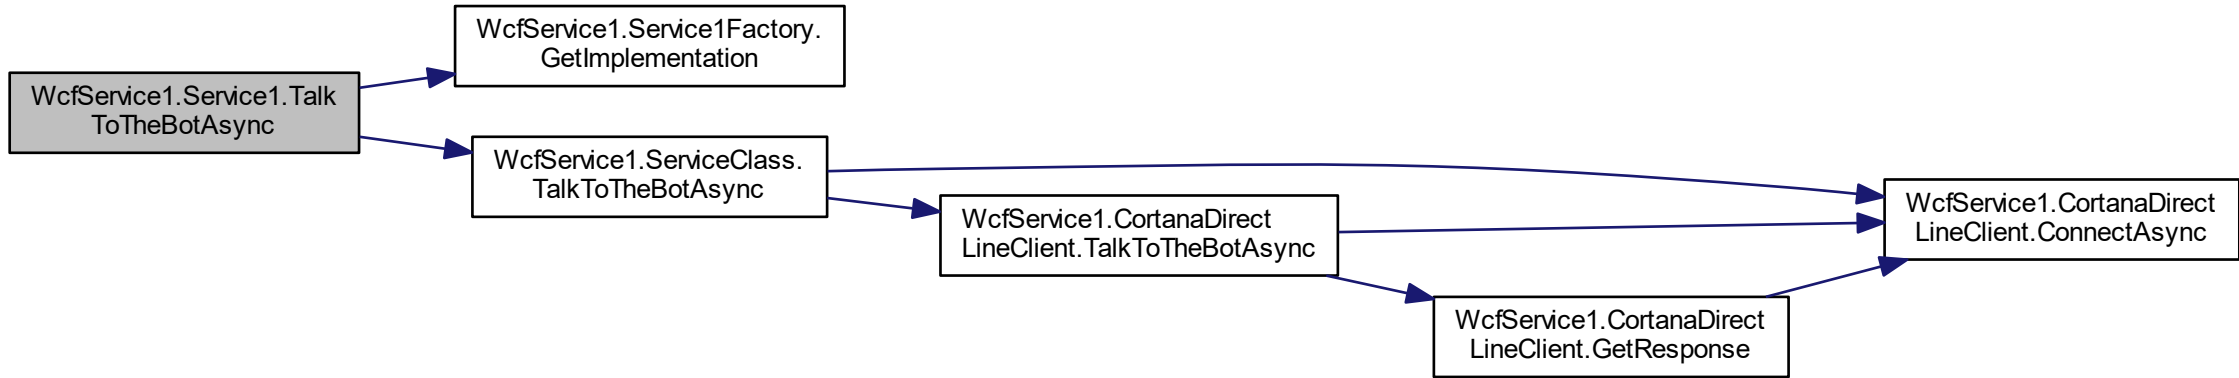 WcfService1.Service1.Talk
ToTheBotAsync
WcfService1.Service1Factory.
GetImplementation
WcfService1.ServiceClass.
TalkToTheBotAsync
WcfService1.CortanaDirect
LineClient.TalkToTheBotAsync
WcfService1.CortanaDirect
LineClient.GetResponse
WcfService1.CortanaDirect
LineClient.ConnectAsync